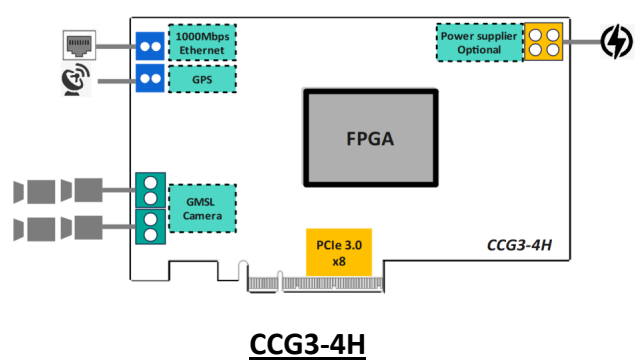 1000Mbps
Ethernet
GPS
Power supplier
Optional
FPGA
GMSL
Camera
PCIe 3.0
x8
CCG3-4H
CCG3-4H